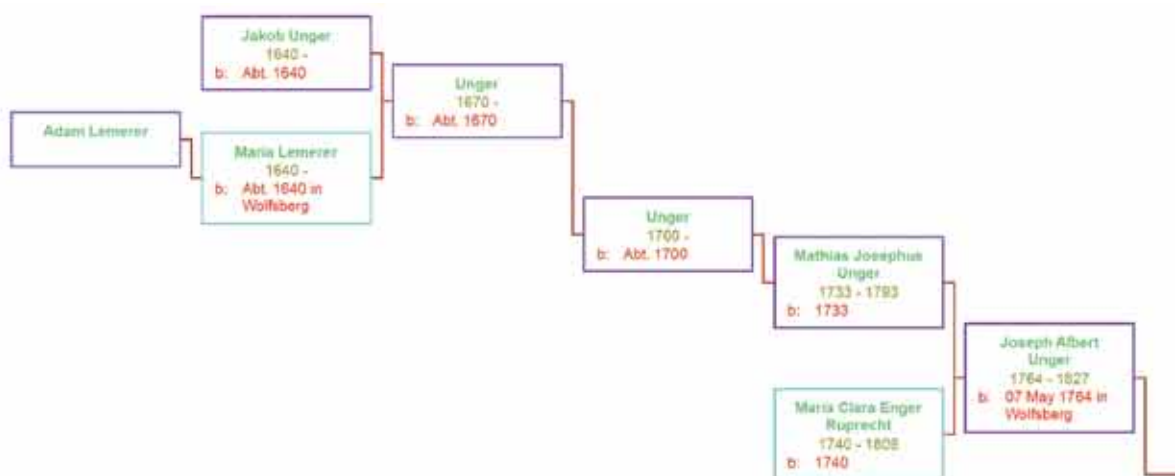 Jakob Unger
1640 -
b: Abt. 1640
Unger
1670 -
b: Abt. 1670
Adam Lemerer
Maria Lemerer
1640 -
b: Abt. 1640 in
Wolfsberg
Unger
1700 -
b: Abt. 1700
Mathias Josephus
Unger
1733 - 1793
b: 1733
Joseph Albert
Unger
1764 - 1827
b: 07 May 1764 in
Wolfsberg
Maria Clara Enger
Ruprecht
1740 - 1808
b: 1740